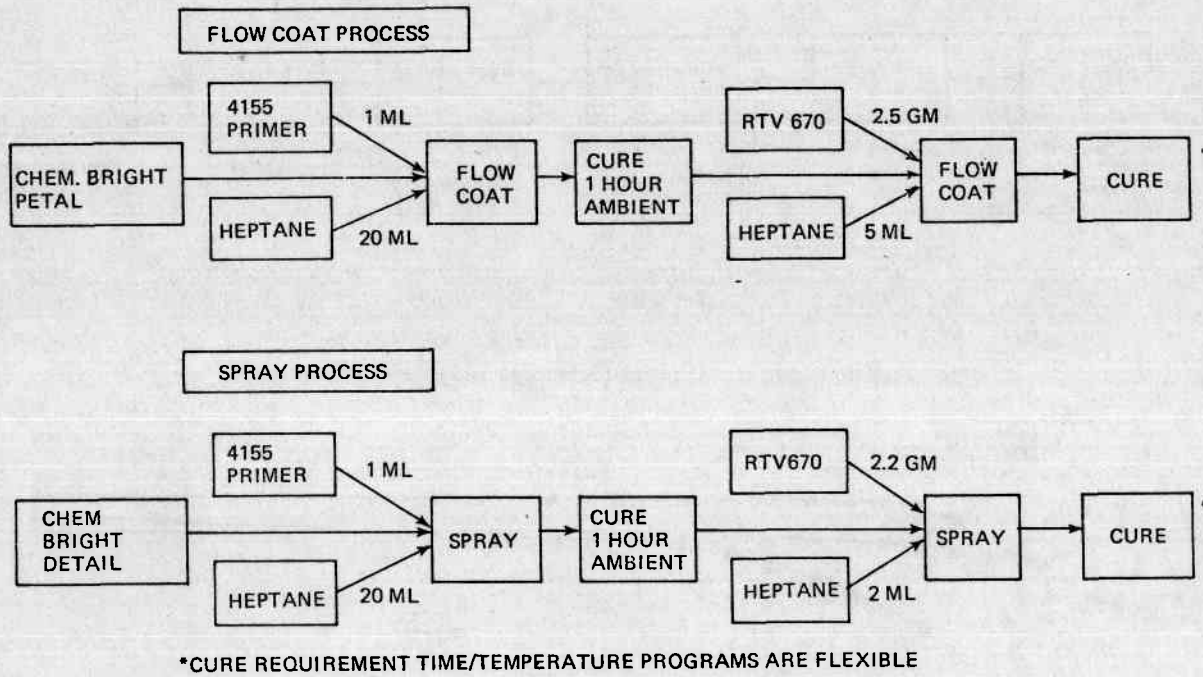 FLOW COAT PROCESS
4155
PRIMER
1 ML
RTV 670
2.5 GM
CHEM. BRIGHT
PETAL
FLOW
COAT
CURE
1 HOUR
AMBIENT
FLOW
COAT
CURE
*
HEPTANE
20 ML
HEPTANE
5 ML
SPRAY PROCESS
4155
PRIMER
1 ML
RTV670
2.2 GM
CHEM
BRIGHT
DETAIL
SPRAY
CURE
1 HOUR
AMBIENT
SPRAY
CURE
*
HEPTANE
20 ML
HEPTANE
2 ML
*CURE REQUIREMENT TIME/TEMPERATURE PROGRAMS ARE FLEXIBLE